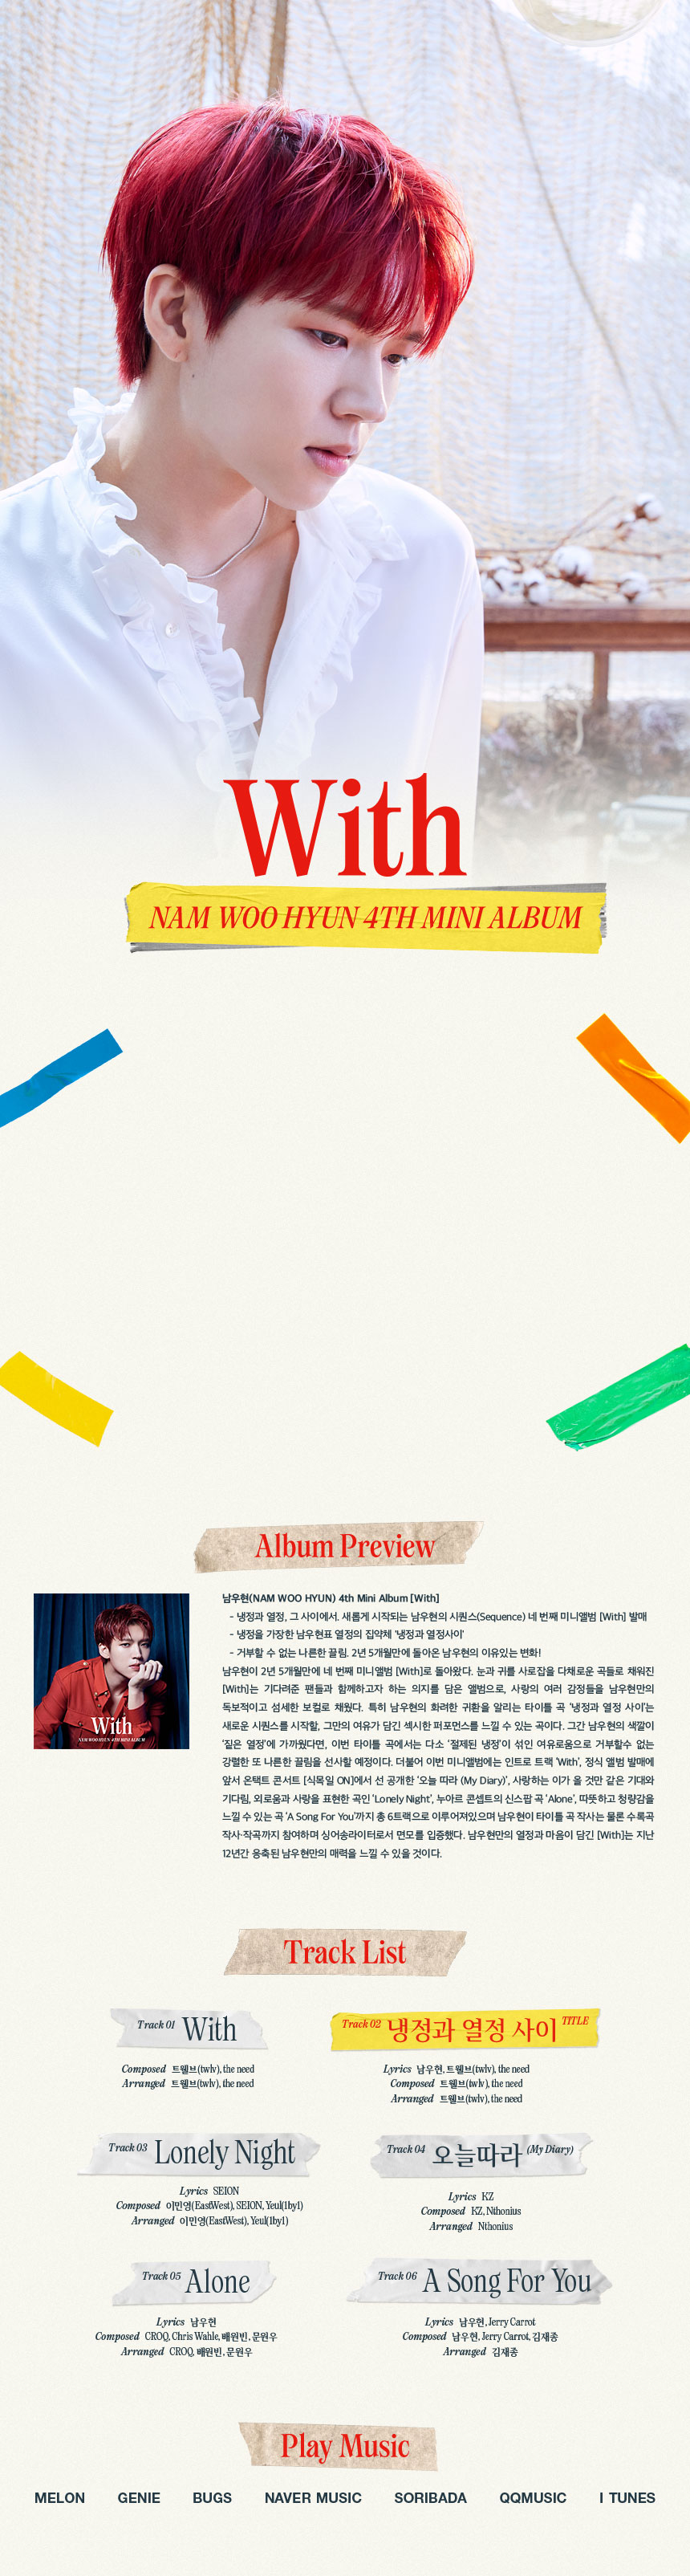 With
NAM WOO HYUN 4TH MINI ALBUM
Album Preview
With
NAM WOO HYUN 4TH MINI ALBUM
남우현(NAM WOO HYUN) 4th Mini Album [With]
- 냉정과 열정, 그 사이에서. 새롭게 시작되는 남우현의 시퀀스(Sequence) 네 번째 미니앨범 [With] 발매
- 냉정을 가장한 남우현표 열정의 집약체 '냉정과 열정사이'
- 거부할 수 없는 나른한 끌림. 2년 5개월만에 돌아온 남우현의 이유있는 변화!
남우현이 2년 5개월만에 네 번째 미니앨범 [With]로 돌아왔다. 눈과 귀를 사로잡을 다채로운 곡들로 채워진
[With]는 기다려준 팬들과 함께하고자 하는 의지를 담은 앨범으로, 사랑의 여러 감정들을 남우현만의
독보적이고 섬세한 보컬로 채웠다. 특히 남우현의 화려한 귀환을 알리는 타이틀 곡 '냉정과 열정 사이'는
새로운 시퀀스를 시작할, 그만의 여유가 담긴 섹시한 퍼포먼스를 느낄 수 있는 곡이다. 그간 남우현의 색깔이
'짙은 열정'에 가까웠다면, 이번 타이틀 곡에서는 다소 '절제된 냉정'이 섞인 여유로움으로 거부할수 없는
강렬한 또 나른한 끌림을 선사할 예정이다. 더불어 이번 미니앨범에는 인트로 트랙 'With', 정식 앨범 발매에
앞서 온택트 콘서트 [식목일 ON]에서 선 공개한 '오늘 따라 (My Diary)', 사랑하는 이가 올 것만 같은 기대와
기다림, 외로움과 사랑을 표현한 곡인 'Lonely Night', 누아르 콘셉트의 신스팝 곡 'Alone', 따뜻하고 청량감을
느낄 수 있는 곡 'A Song For You'까지 총 6트랙으로 이루어져있으며 남우현이 타이틀 곡 작사는 물론 수록곡
작사·작곡까지 참여하며 싱어송라이터로서 면모를 입증했다. 남우현만의 열정과 마음이 담긴 [With]는 지난
12년간 응축된 남우현만의 매력을 느낄 수 있을 것이다.
Track List
Track 01 With
Composed 트웰브(twlv), the need
Arranged 트웰브(twlv), the need
Track 02 냉정과 열정 사이 TITLE
Lyrics 남우현, 트웰브(twlv), the need
Composed 트웰브(twlv), the need
Arranged 트웰브(twlv), the need
Track 03 Lonely Night
Lyrics SEION
Composed 이민영(EastWest), SEION, Yeul(1by1)
Arranged 이민영(EastWest), Yeul(1by1)
Track 04 오늘따라 (My Diary)
Lyrics KZ
Composed KZ, Nthonius
Arranged Nthonius
Track 05 Alone
Lyrics 남우현
Composed CROQ, Chris Wahle, 배원빈, 문원우
Arranged CROQ, 배원빈, 문원우
Track 06 A Song For You
Lyrics 남우현, Jerry Carrot
Composed 남우현, Jerry Carrot, 김재종
Arranged 김재종
Play Music
MELON GENIE BUGS NAVER MUSIC SORIBADA QQMUSIC I TUNES